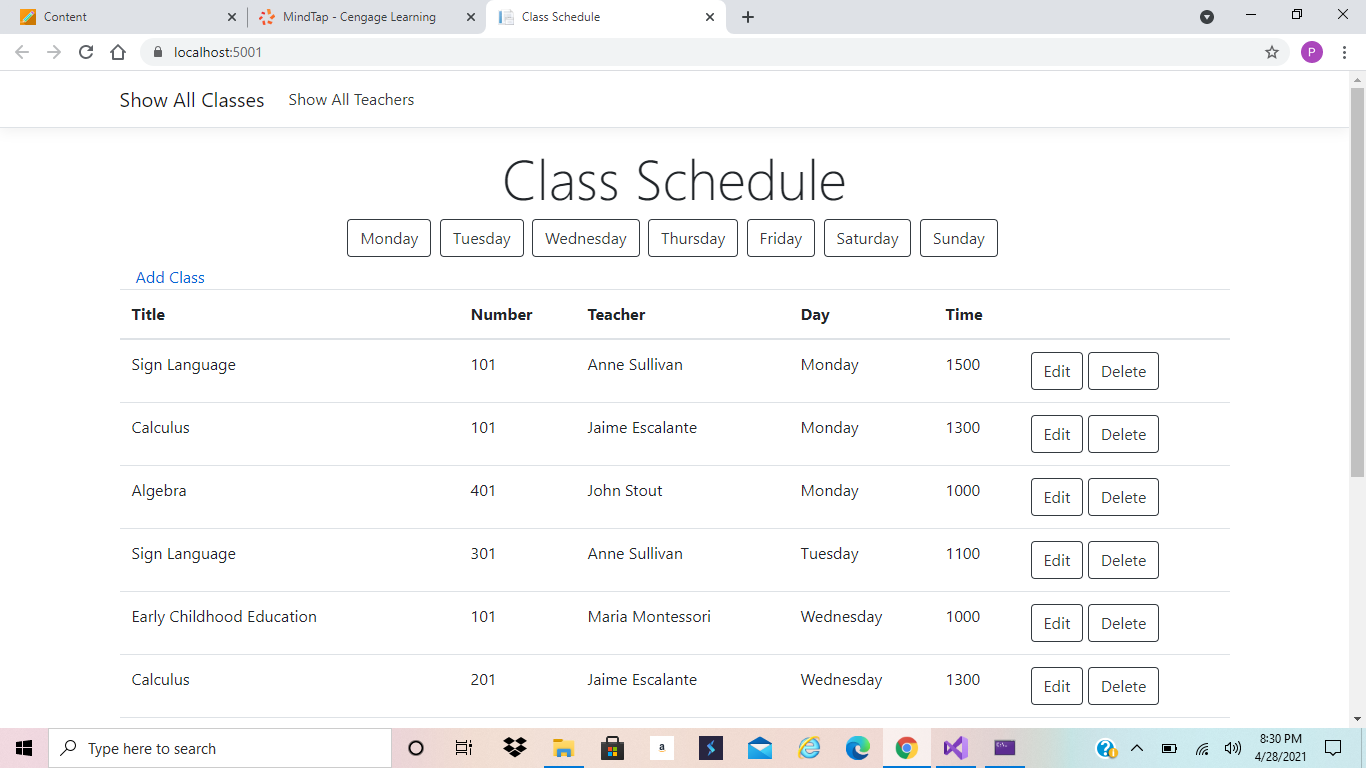 Content
MindTap - Cengage Learning
Class Schedule
localhost:5001
P
Show All Classes
Show All Teachers
Class Schedule
Monday Tuesday Wednesday Thursday Friday Saturday Sunday
Add Class
Title Number Teacher Day Time
Sign Language 101 Anne Sullivan Monday 1500 Edit Delete
Calculus 101 Jaime Escalante Monday 1300 Edit Delete
Algebra 401 John Stout Monday 1000 Edit Delete
Sign Language 301 Anne Sullivan Tuesday 1100 Edit Delete
Early Childhood Education 101 Maria Montessori Wednesday 1000 Edit Delete
Calculus 201 Jaime Escalante Wednesday 1300 Edit Delete
Type here to search
a
8:30 PM
4/28/2021